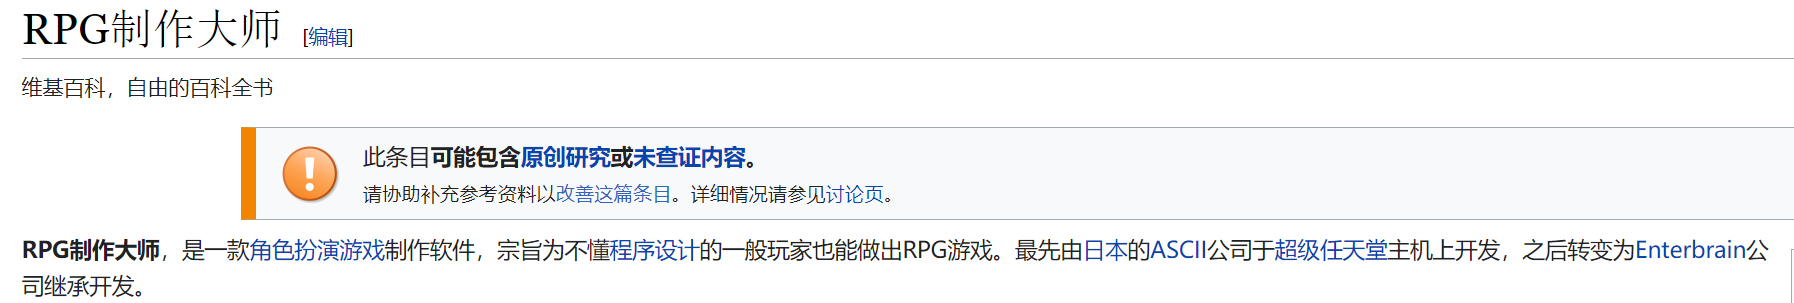 RPG制作大师 [编辑]
维基百科，自由的百科全书
此条目可能包含原创研究或未查证内容。
请协助补充参考资料以改善这篇条目。详细情况请参见讨论页。
RPG制作大师，是一款角色扮演游戏制作软件，宗旨为不懂程序设计的一般玩家也能做出RPG游戏。最先由日本的ASCII公司于超级任天堂主机上开发，之后转变为Enterbrain公
司继承开发。